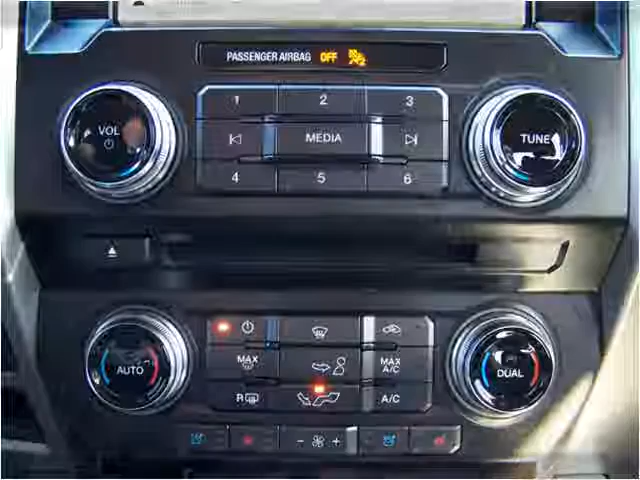 PASSENGER AIRBAG OFF
1 2 3
VOL MEDIA TUNE
4 5 6
MAX
AUTO MAX A/C DUAL
R A/C
- +